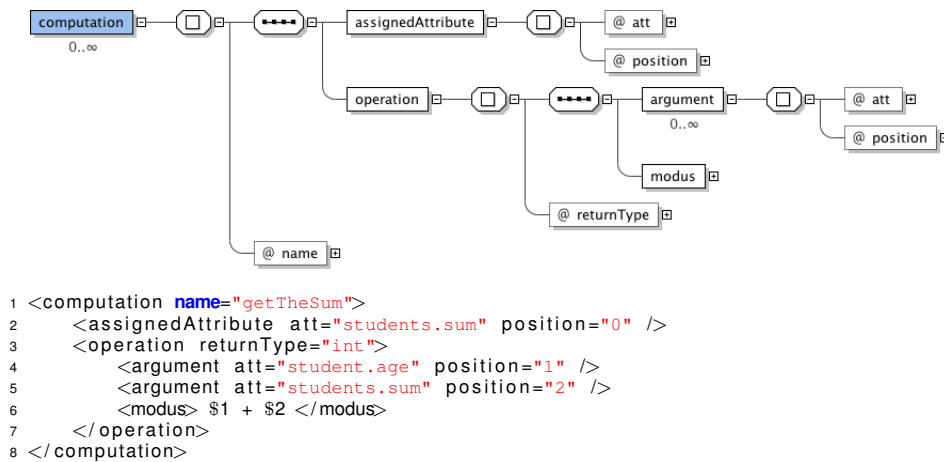 computation
0..∞
assignedAttribute
@ att
@ position
operation
argument
0..∞
@ att
@ position
modus
@ returnType
@ name
1 <computation name="getTheSum">
2 <assignedAttribute att="students.sum" position="0" />
3 <operation returnType="int">
4 <argument att="student.age" position="1" />
5 <argument att="students.sum" position="2" />
6 <modus> $1 + $2 </modus>
7 </operation>
8 </computation>